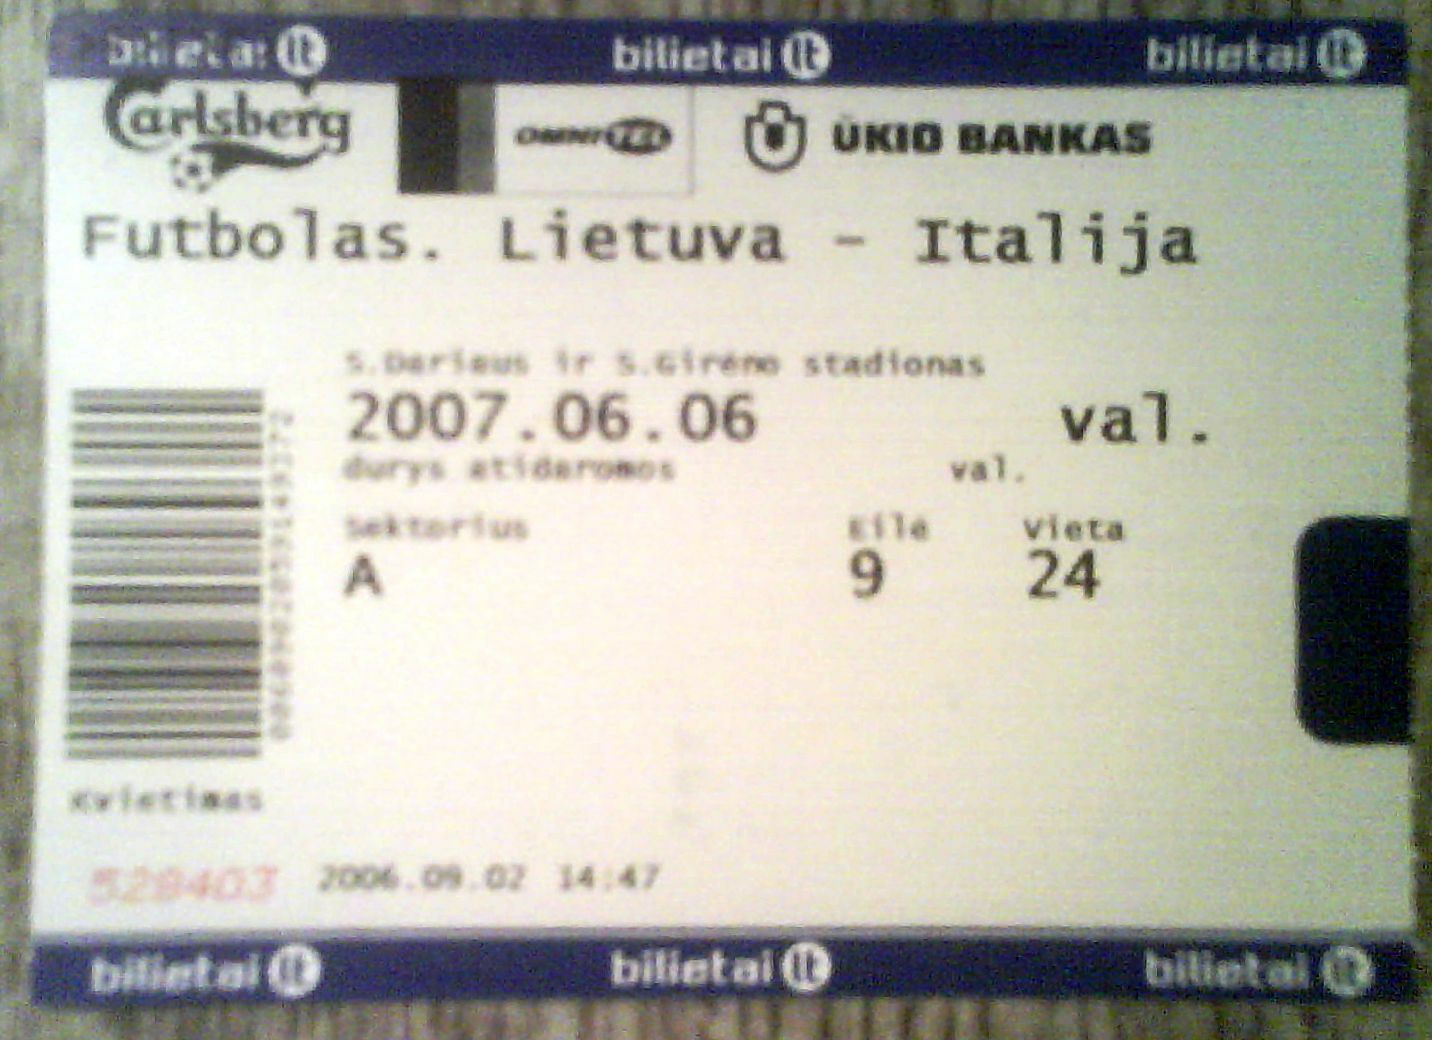 bilietai lt bilietai lt bilietai lt
Carlsberg OMNITEL ŪKIO BANKAS
Futbolas. Lietuva - Italija
S.Dariaus ir S.Girėno stadionas
2007.06.06 val.
durys atidaromos val.
Sektorius Eilė Vieta
A 9 24
Kvietimas
529403 2006.09.02 14:47
bilietai lt bilietai lt bilietai lt